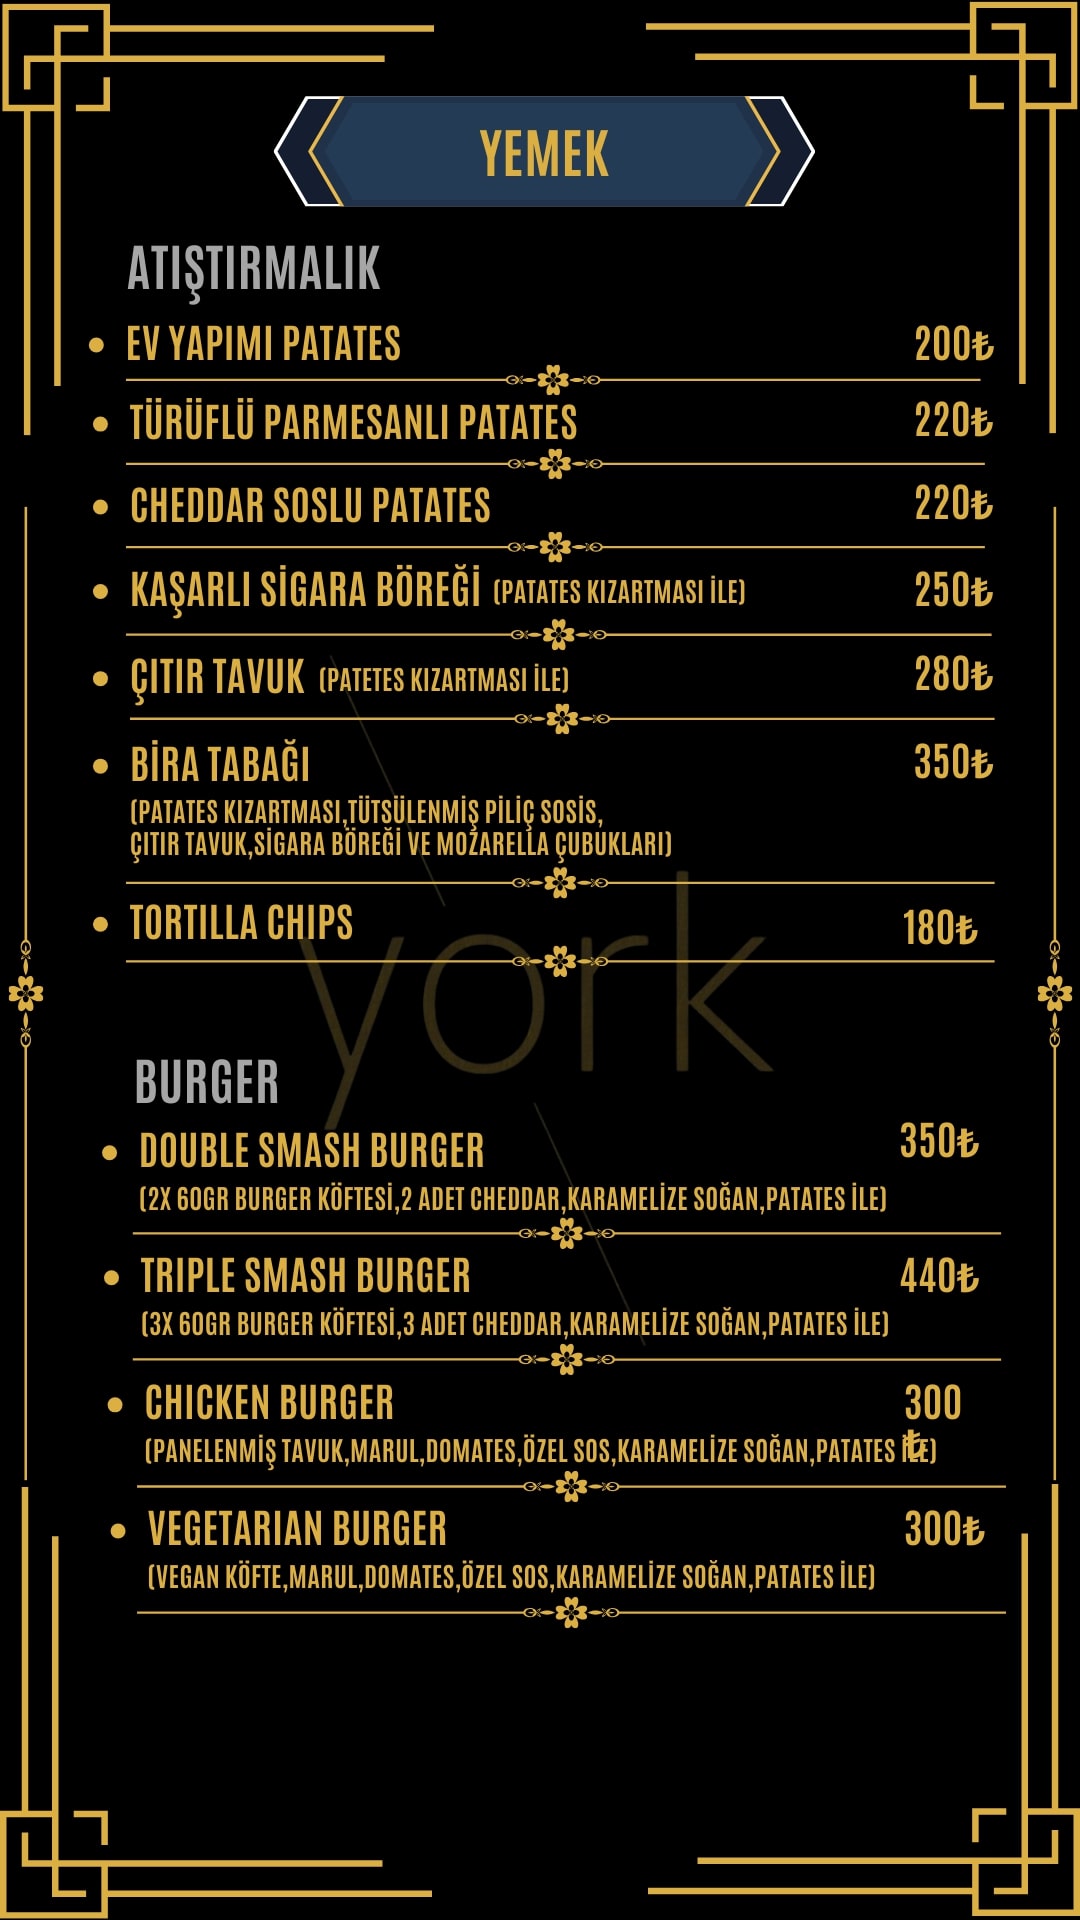 YEMEK
ATIŞTIRMALIK
EV YAPIMI PATATES 200₺
TÜRÜFLÜ PARMESANLI PATATES 220₺
CHEDDAR SOSLU PATATES 220₺
KAŞARLI SİGARA BÖREĞİ (PATATES KIZARTMASI İLE) 250₺
ÇITIR TAVUK (PATETES KIZARTMASI İLE) 280₺
BİRA TABAĞI 350₺
(PATATES KIZARTMASI,TÜTSÜLENMİŞ PİLİÇ SOSİS,
ÇITIR TAVUK,SİGARA BÖREĞİ VE MOZARELLA ÇUBUKLARI)
TORTILLA CHIPS 180₺
york
BURGER
DOUBLE SMASH BURGER 350₺
(2X 60GR BURGER KÖFTESİ,2 ADET CHEDDAR,KARAMELİZE SOĞAN,PATATES İLE)
TRIPLE SMASH BURGER 440₺
(3X 60GR BURGER KÖFTESİ,3 ADET CHEDDAR,KARAMELİZE SOĞAN,PATATES İLE)
CHICKEN BURGER 300
₺
(PANELENMİŞ TAVUK,MARUL,DOMATES,ÖZEL SOS,KARAMELİZE SOĞAN,PATATES İLE)
VEGETARIAN BURGER 300₺
(VEGAN KÖFTE,MARUL,DOMATES,ÖZEL SOS,KARAMELİZE SOĞAN,PATATES İLE)